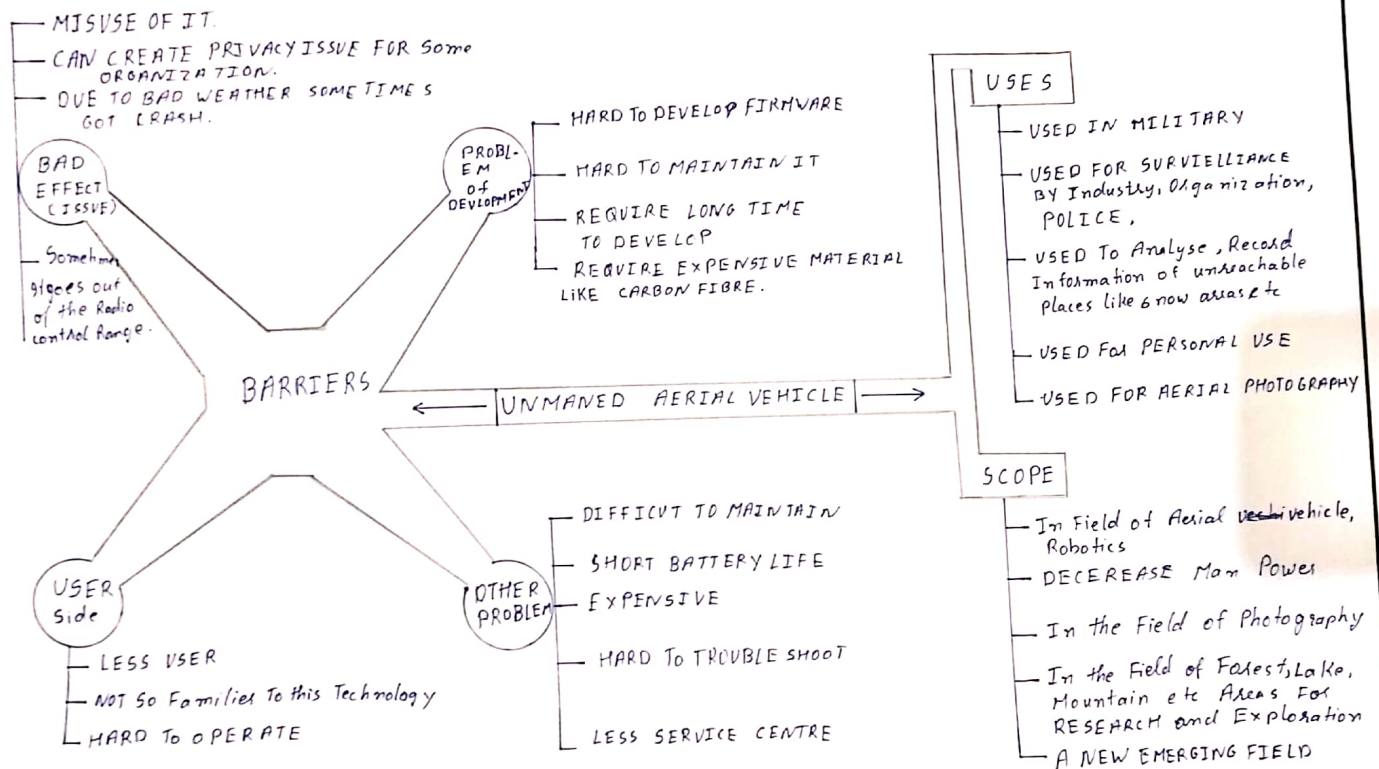 MISUSE OF IT.
CAN CREATE PRIVACY ISSUE FOR Some
ORGANIZATION.
DUE TO BAD WEATHER SOMETIMES
GOT CRASH.
BAD
EFFECT
(ISSUE)
Sometimes
It goes out
of the Radio
control Range.
PROBL-
EM
of
DEVLOPMENT
HARD TO DEVELOP FIRMWARE
HARD TO MAINTAIN IT
REQUIRE LONG TIME
TO DEVELOP
REQUIRE EXPENSIVE MATERIAL
LIKE CARBON FIBRE.
BARRIERS
UNMANED AERIAL VEHICLE
USER
Side
LESS USER
NOT So Familier To this Technology
HARD TO OPERATE
OTHER
PROBLEM
DIFFICUT TO MAINTAIN
SHORT BATTERY LIFE
EXPENSIVE
HARD TO TROUBLE SHOOT
LESS SERVICE CENTRE
USES
USED IN MILITARY
USED FOR SURVIELLIANCE
BY Industry, Organization,
POLICE,
USED TO Analyse, Record
Information of unreachable
Places like snow areas etc
USED For PERSONAL USE
USED FOR AERIAL PHOTOGRAPHY
SCOPE
In Field of Aerial vehicle,
Robotics
DECEREASE Man Power
In the Field of Photography
In the Field of Forest, Lake,
Mountain etc Areas For
RESEARCH and Exploration
A NEW EMERGING FIELD